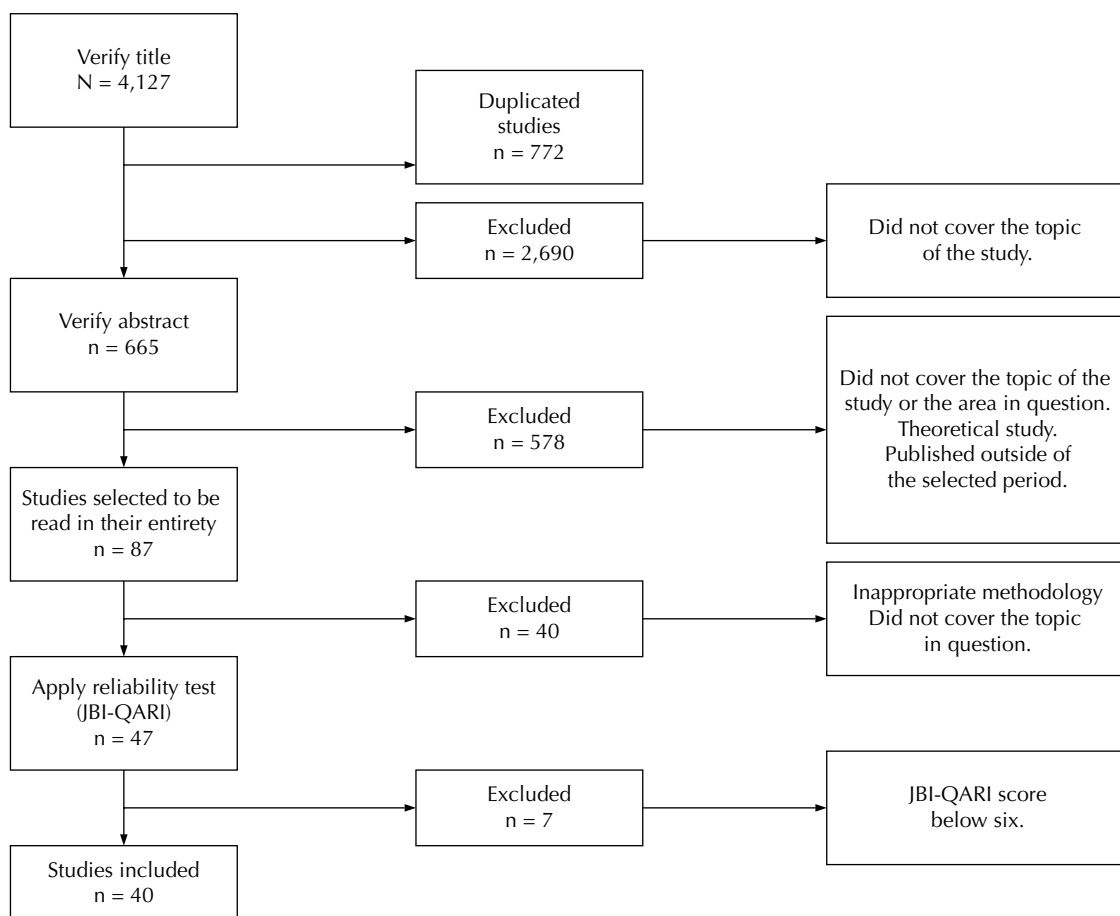 Verify title
N = 4,127
Duplicated
studies
n = 772
Excluded
n = 2,690
Did not cover the topic
of the study.
Verify abstract
n = 665
Excluded
n = 578
Did not cover the topic of the
study or the area in question.
Theoretical study.
Published outside of
the selected period.
Studies selected to be
read in their entirety
n = 87
Excluded
n = 40
Inappropriate methodology
Did not cover the topic
in question.
Apply reliability test
(JBI-QARI)
n = 47
Excluded
n = 7
JBI-QARI score
below six.
Studies included
n = 40